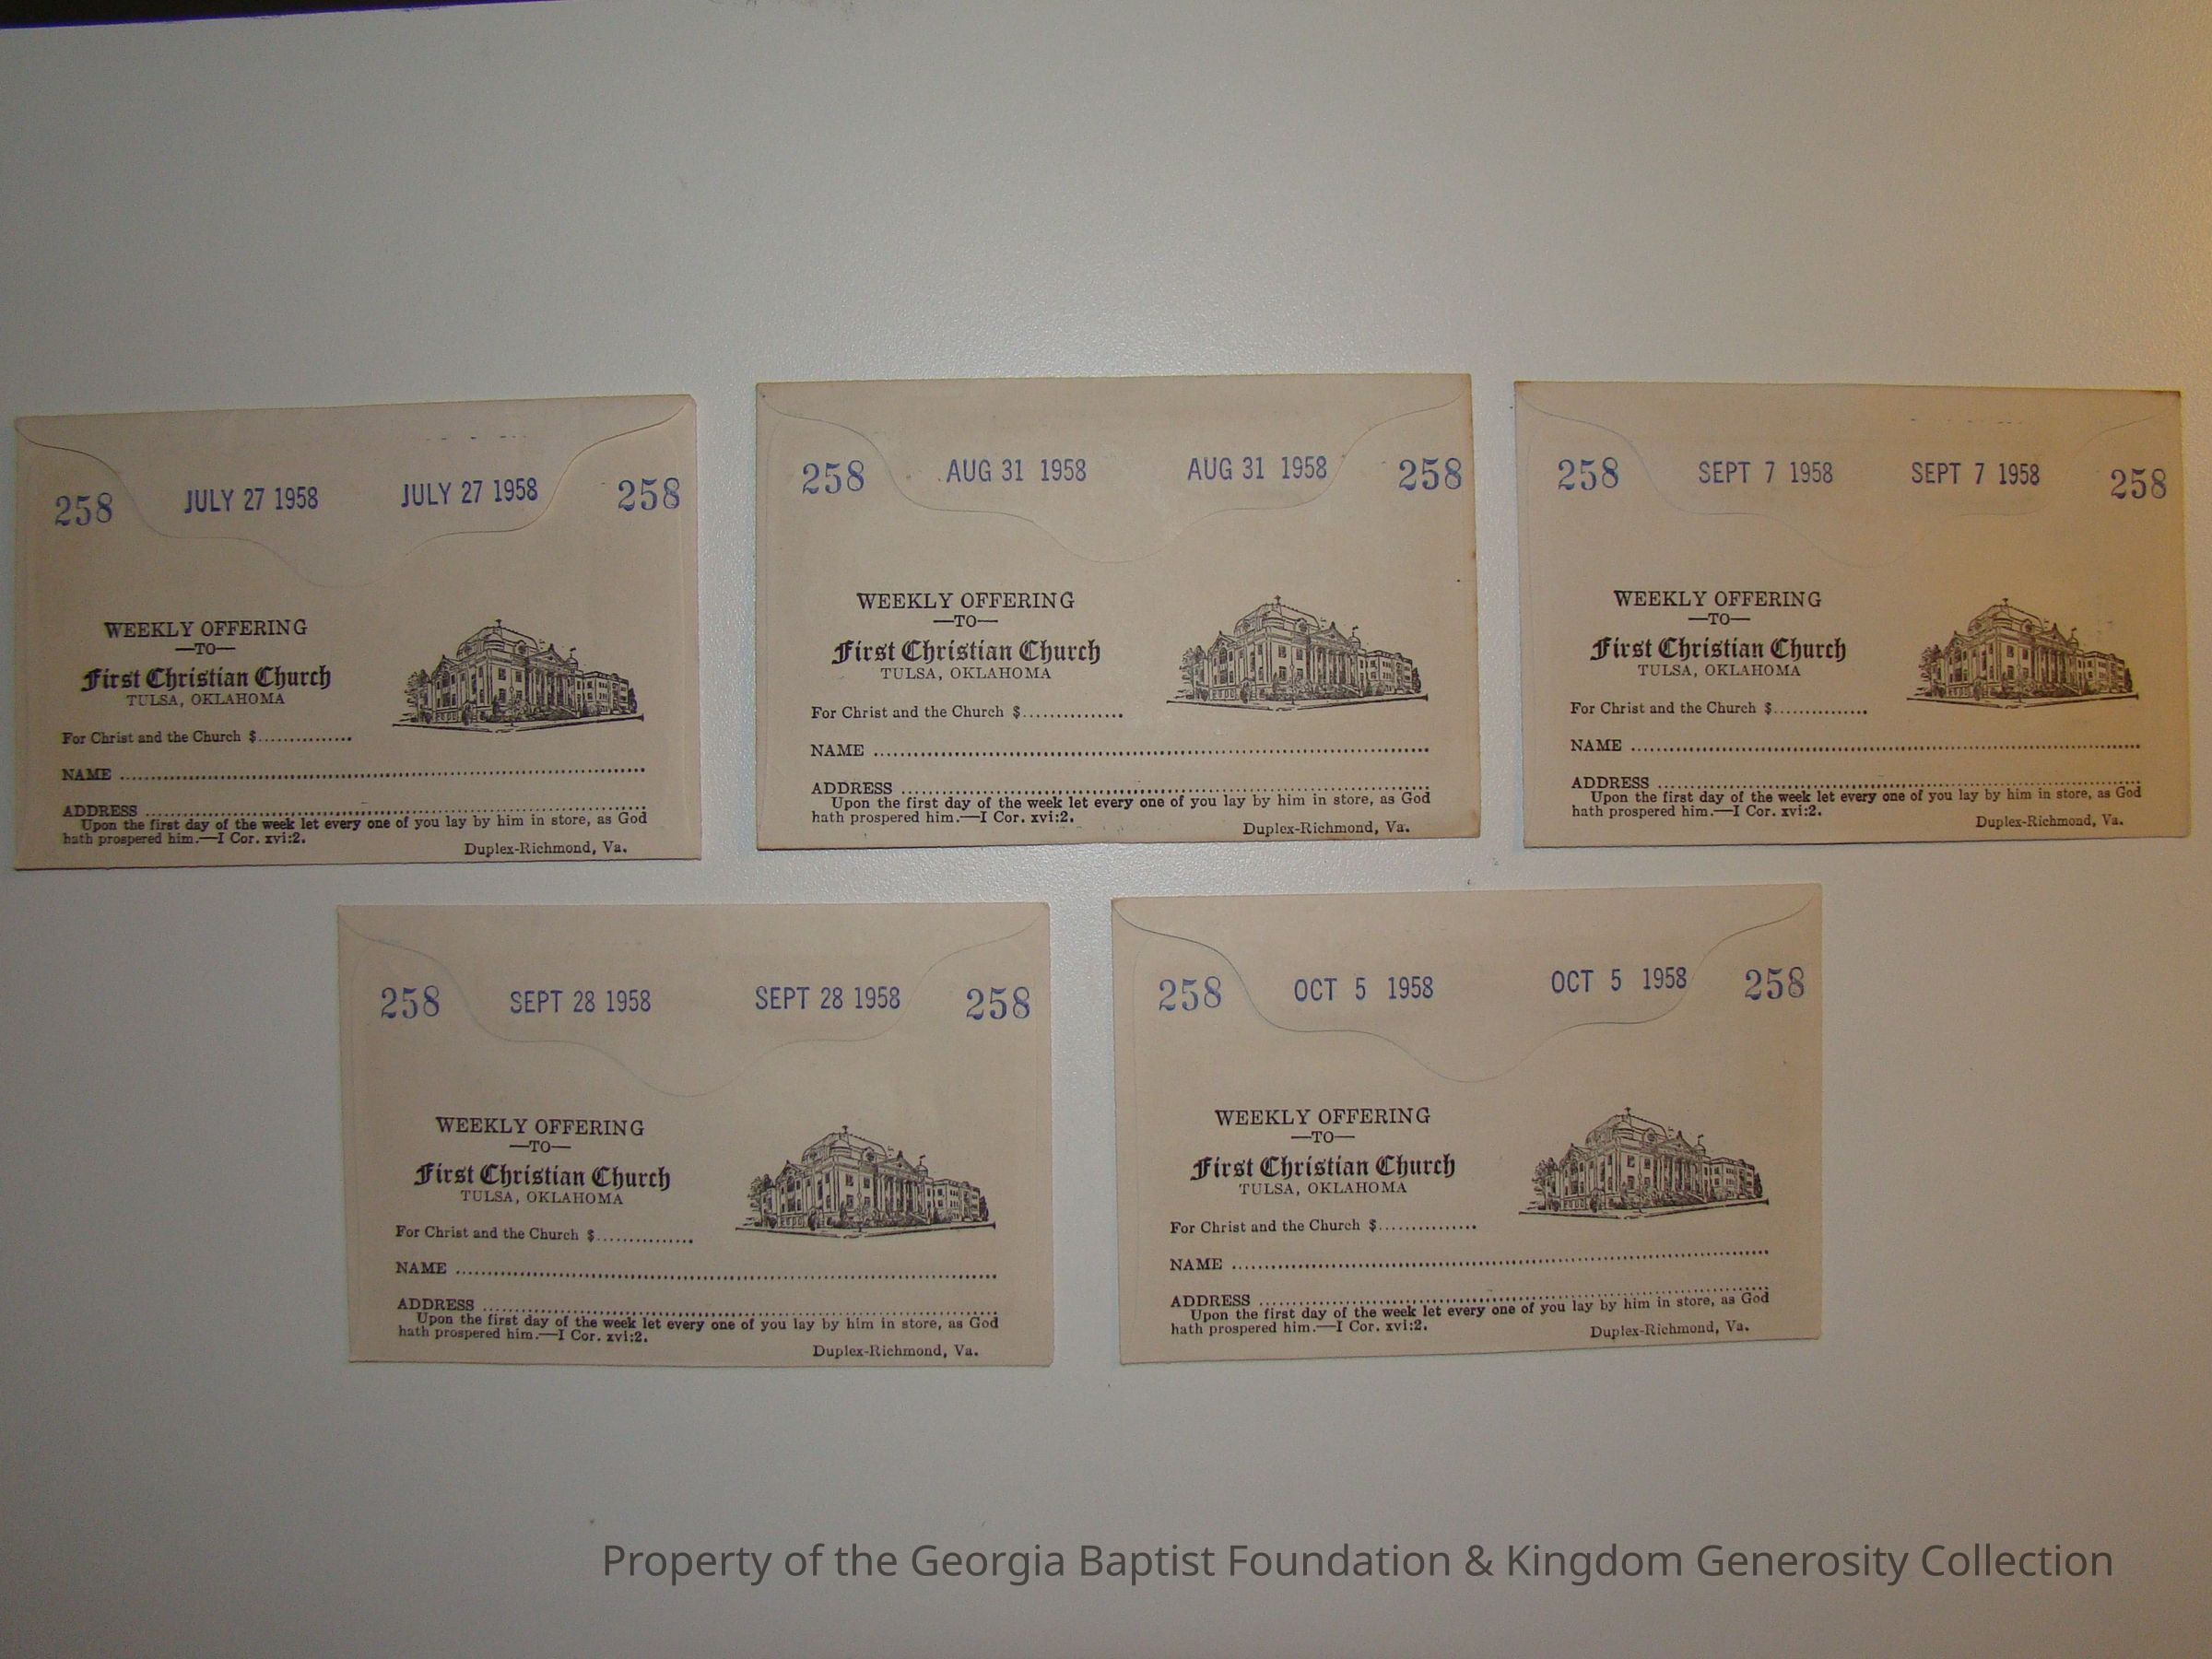 258 JULY 27 1958 JULY 27 1958 258
WEEKLY OFFERING
—TO—
First Christian Church
TULSA, OKLAHOMA
For Christ and the Church $...............
NAME ................................................................
ADDRESS ................................................................
Upon the first day of the week let every one of you lay by him in store, as God
hath prospered him.—I Cor. xvi:2.
Duplex-Richmond, Va.
258 AUG 31 1958 AUG 31 1958 258
WEEKLY OFFERING
—TO—
First Christian Church
TULSA, OKLAHOMA
For Christ and the Church $...............
NAME ................................................................
ADDRESS ................................................................
Upon the first day of the week let every one of you lay by him in store, as God
hath prospered him.—I Cor. xvi:2.
Duplex-Richmond, Va.
258 SEPT 7 1958 SEPT 7 1958 258
WEEKLY OFFERING
—TO—
First Christian Church
TULSA, OKLAHOMA
For Christ and the Church $...............
NAME ................................................................
ADDRESS ................................................................
Upon the first day of the week let every one of you lay by him in store, as God
hath prospered him.—I Cor. xvi:2.
Duplex-Richmond, Va.
258 SEPT 28 1958 SEPT 28 1958 258
WEEKLY OFFERING
—TO—
First Christian Church
TULSA, OKLAHOMA
For Christ and the Church $...............
NAME ................................................................
ADDRESS ................................................................
Upon the first day of the week let every one of you lay by him in store, as God
hath prospered him.—I Cor. xvi:2.
Duplex-Richmond, Va.
258 OCT 5 1958 OCT 5 1958 258
WEEKLY OFFERING
—TO—
First Christian Church
TULSA, OKLAHOMA
For Christ and the Church $...............
NAME ................................................................
ADDRESS ................................................................
Upon the first day of the week let every one of you lay by him in store, as God
hath prospered him.—I Cor. xvi:2.
Duplex-Richmond, Va.
Property of the Georgia Baptist Foundation & Kingdom Generosity Collection